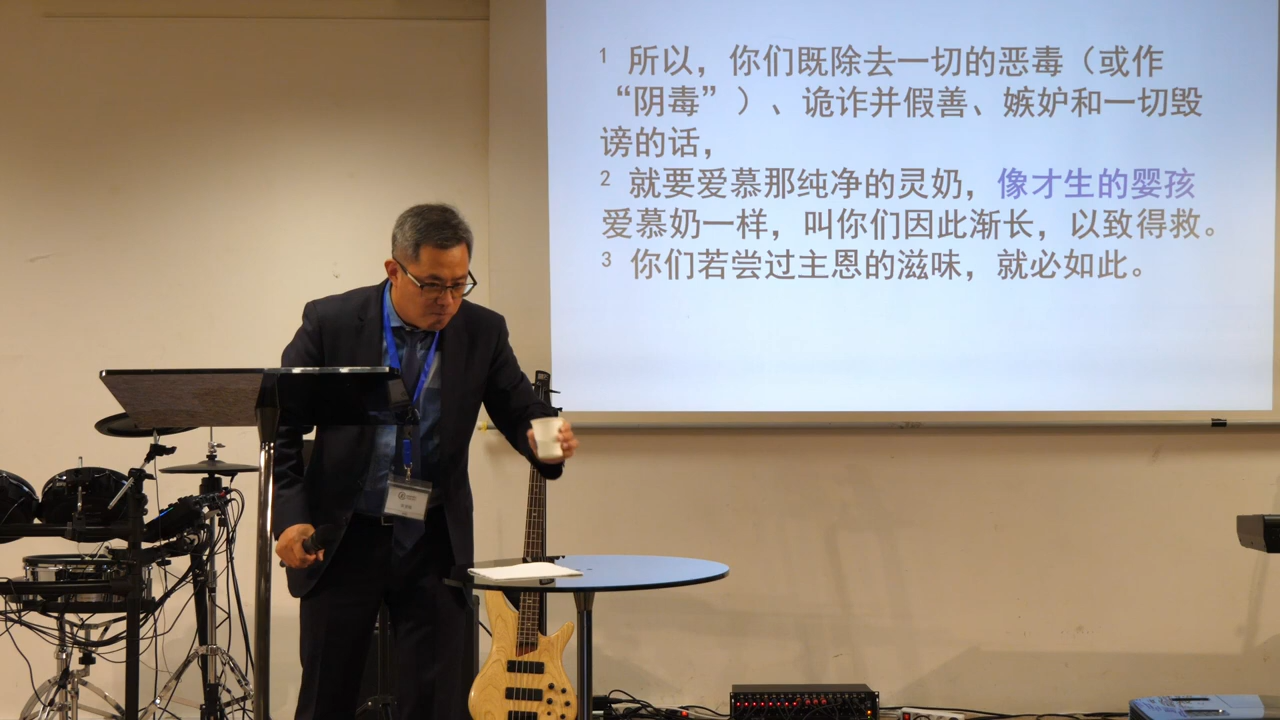 1 所以，你们既除去一切的恶毒（或作
“阴毒”）、诡诈并假善、嫉妒和一切毁
谤的话，
2 就要爱慕那纯净的灵奶，像才生的婴孩
爱慕奶一样，叫你们因此渐长，以致得救。
3 你们若尝过主恩的滋味，就必如此。